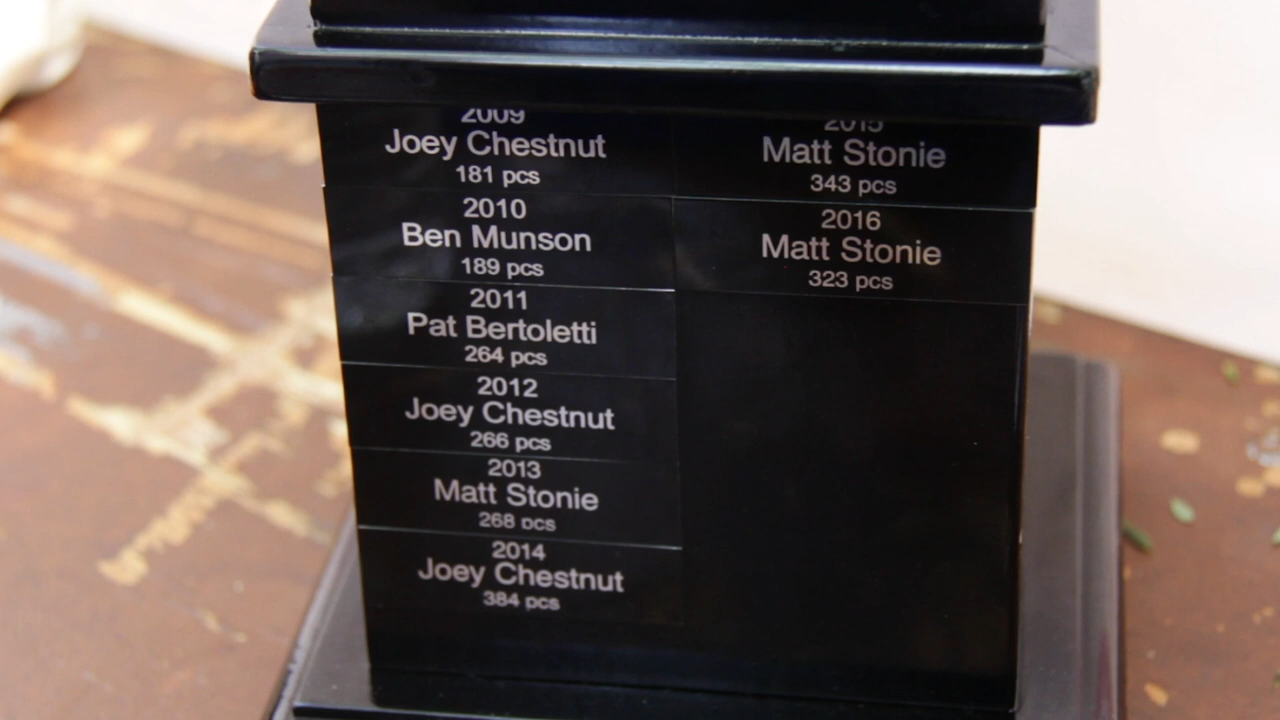 2009
Joey Chestnut
181 pcs
2010
Ben Munson
189 pcs
2011
Pat Bertoletti
264 pcs
2012
Joey Chestnut
266 pcs
2013
Matt Stonie
268 pcs
2014
Joey Chestnut
384 pcs
2015
Matt Stonie
343 pcs
2016
Matt Stonie
323 pcs